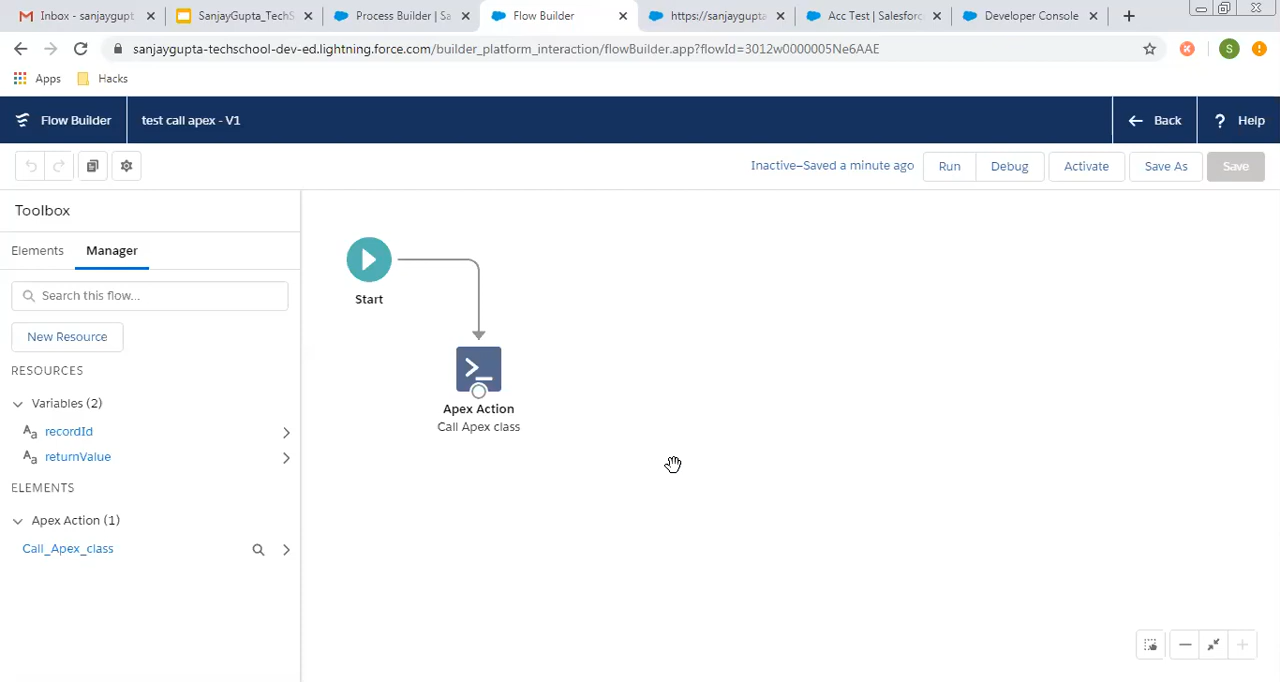 Inbox - sanjaygupt
SanjayGupta_TechS
Process Builder | Sa
Flow Builder
https://sanjaygupta
Acc Test | Salesforc
Developer Console
sanjaygupta-techschool-dev-ed.lightning.force.com/builder_platform_interaction/flowBuilder.app?flowId=3012w0000005Ne6AAE
S
Apps
Hacks
Flow Builder
test call apex - V1
Back
? Help
Inactive—Saved a minute ago
Run
Debug
Activate
Save As
Save
Toolbox
Elements
Manager
Search this flow...
New Resource
RESOURCES
Variables (2)
Aa recordId
Aa returnValue
ELEMENTS
Apex Action (1)
Call_Apex_class
Start
Apex Action
Call Apex class